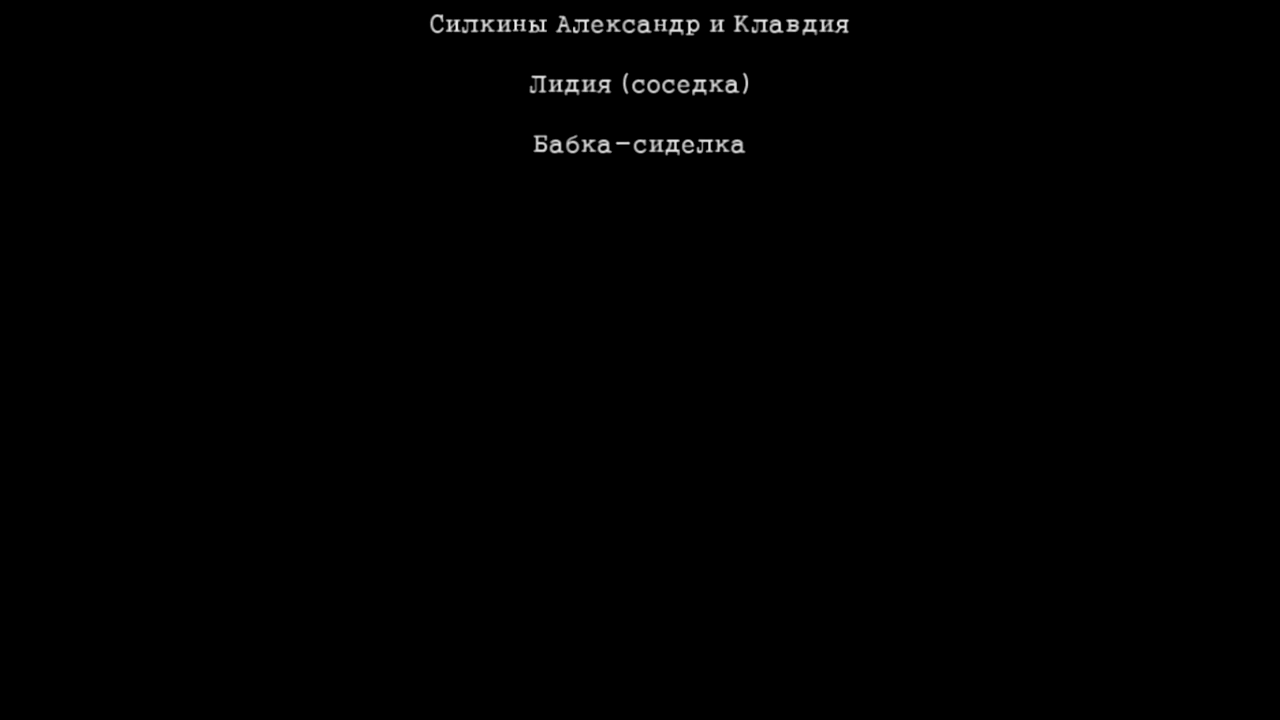 Силкины Александр и Клавдия
Лидия (соседка)
Бабка-сиделка